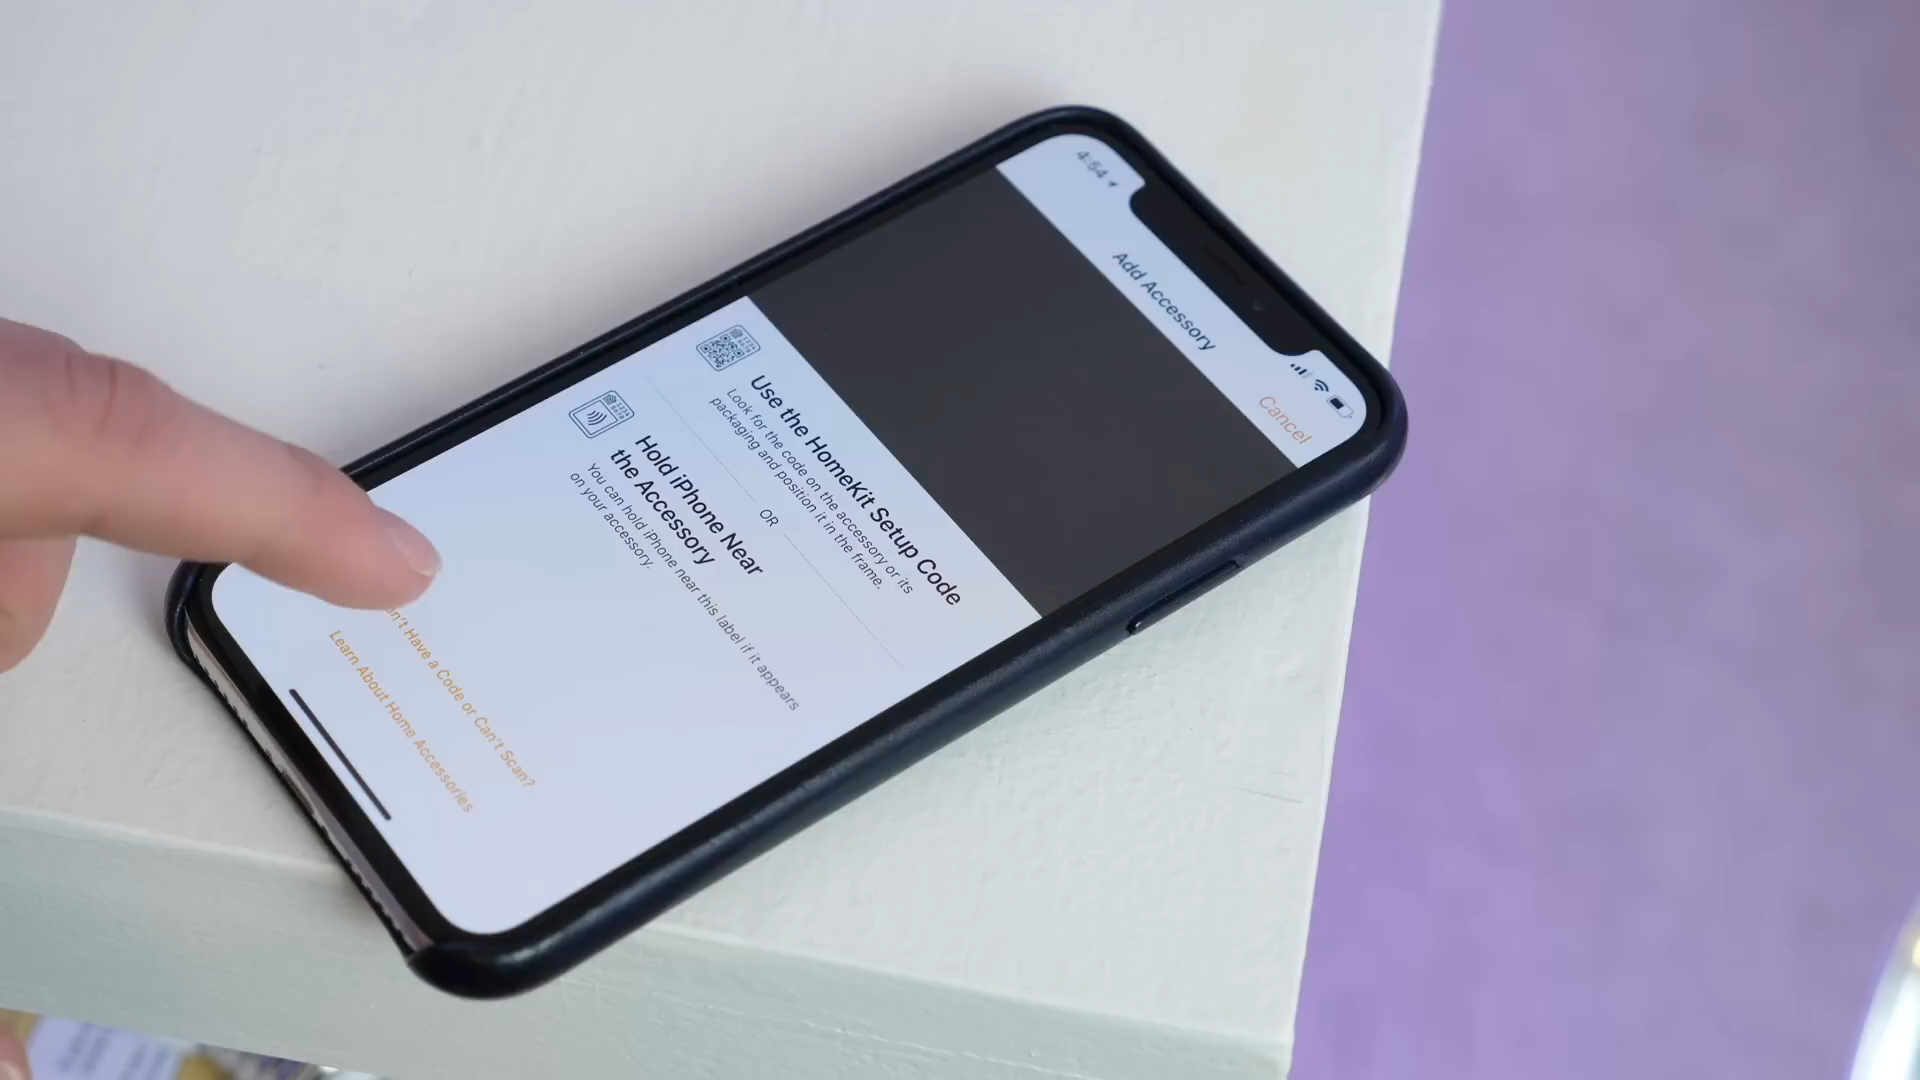 4:54
Add Accessory
Cancel
Use the HomeKit Setup Code
Look for the code on the accessory or its
packaging and position it in the frame.
OR
Hold iPhone Near
the Accessory
You can hold iPhone near this label if it appears
on your accessory.
n't Have a Code or Can't Scan?
Learn About Home Accessories